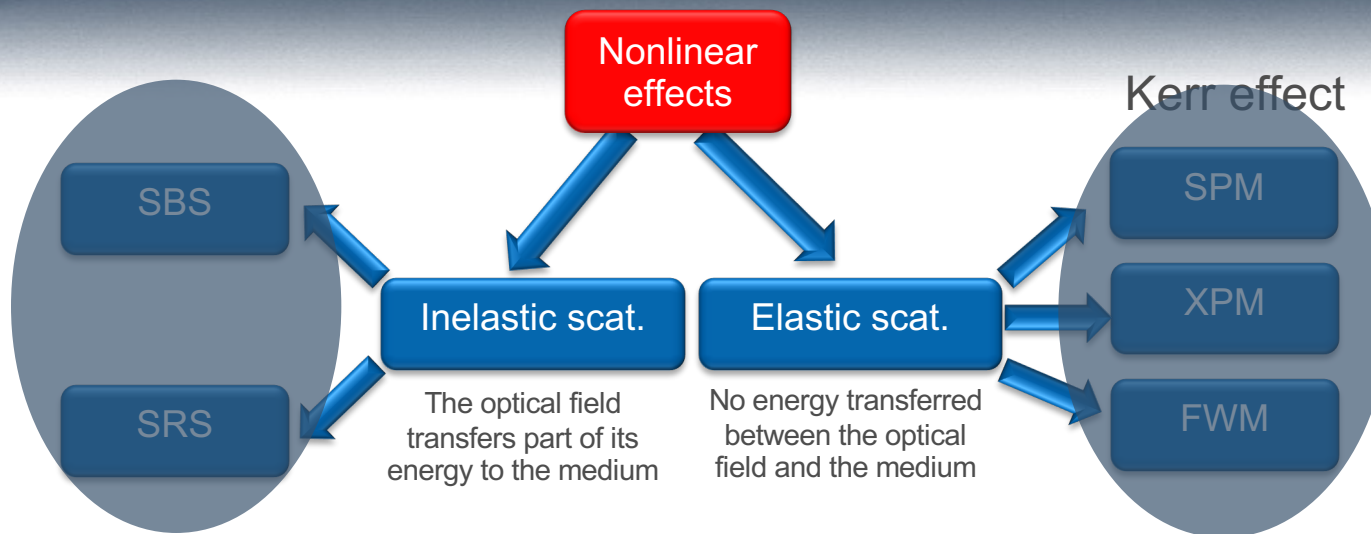 Nonlinear
effects
Kerr effect
SBS
SPM
Inelastic scat.
Elastic scat.
XPM
SRS
The optical field
transfers part of its
energy to the medium
No energy transferred
between the optical
field and the medium
FWM